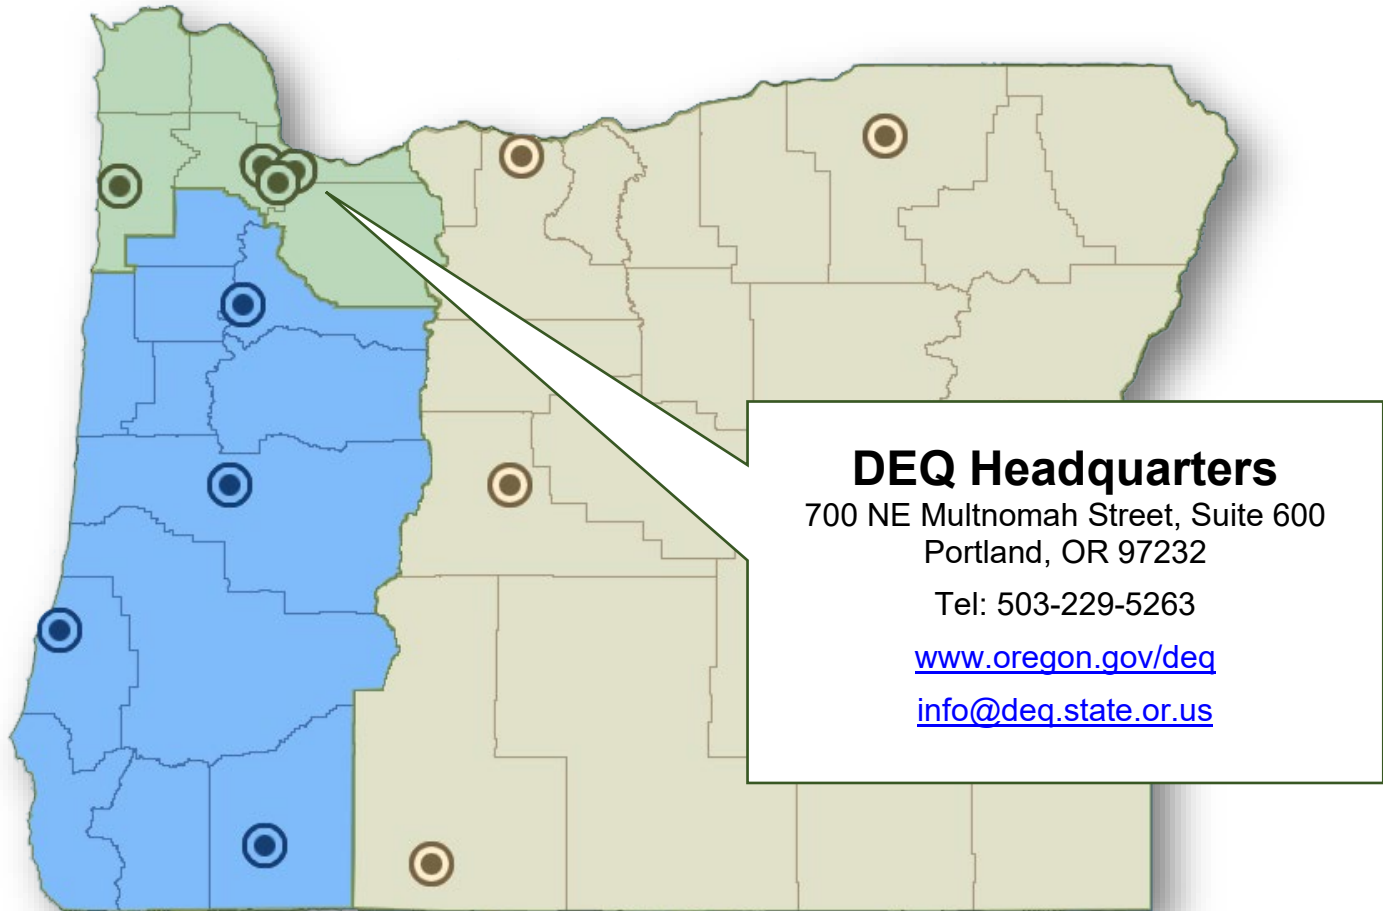 DEQ Headquarters
700 NE Multnomah Street, Suite 600
Portland, OR 97232
Tel: 503-229-5263
www.oregon.gov/deq
info@deq.state.or.us